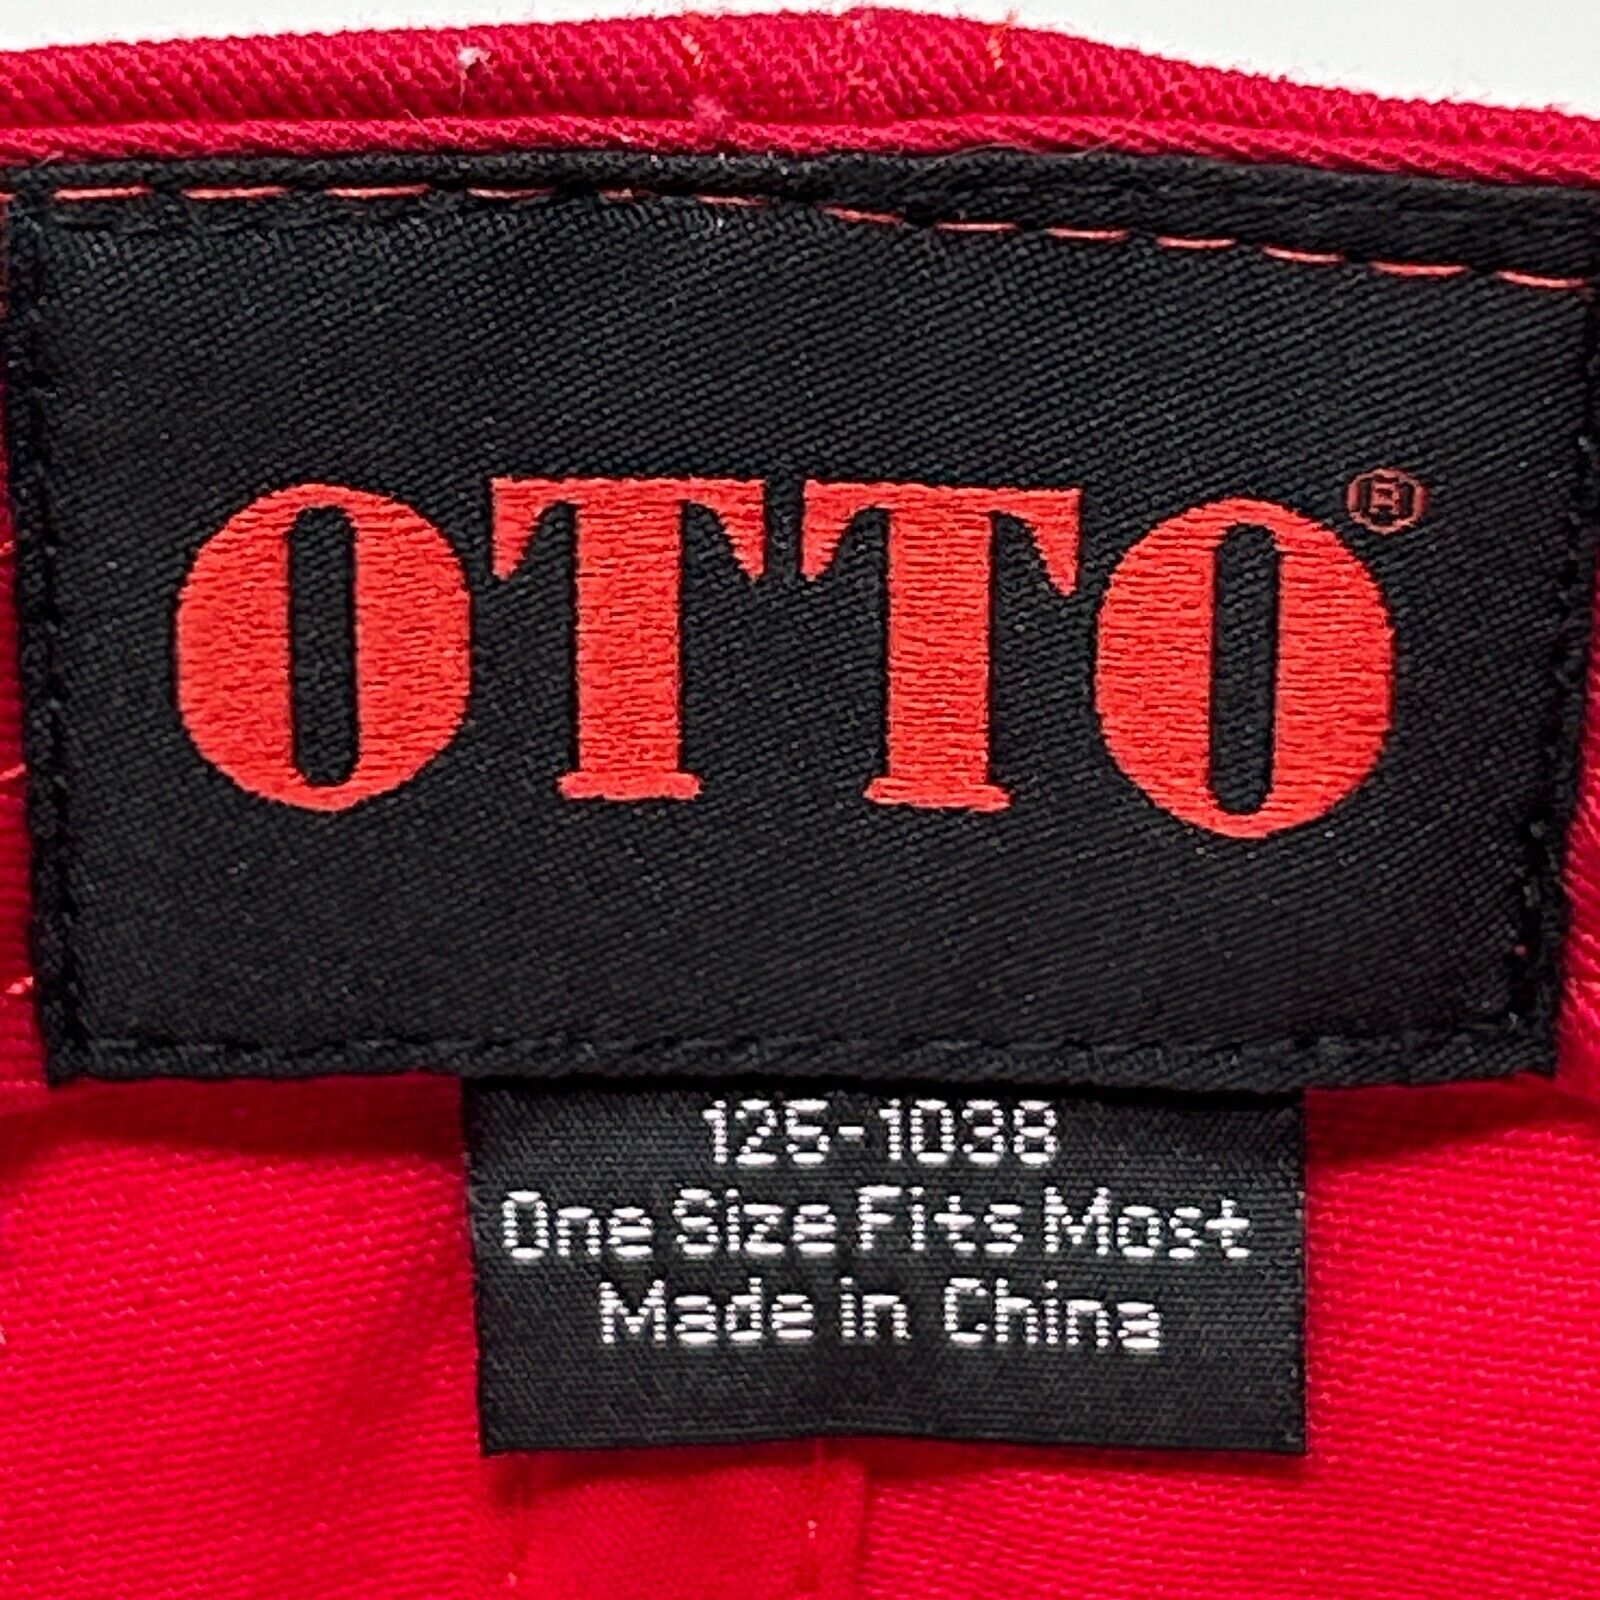 OTTO®
125-1038
One Size Fits Most
Made in China